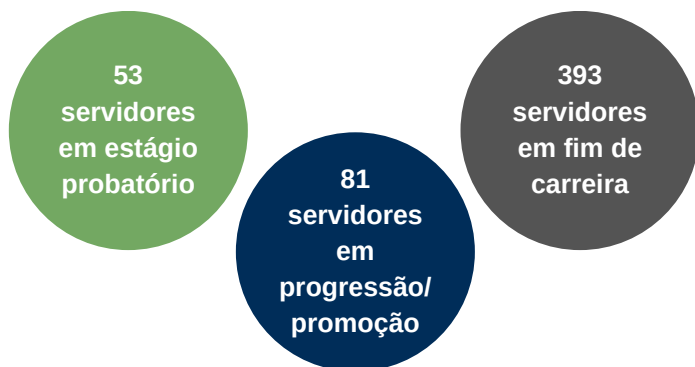 53
servidores
em estágio
probatório
81
servidores
em
progressão/
promoção
393
servidores
em fim de
carreira